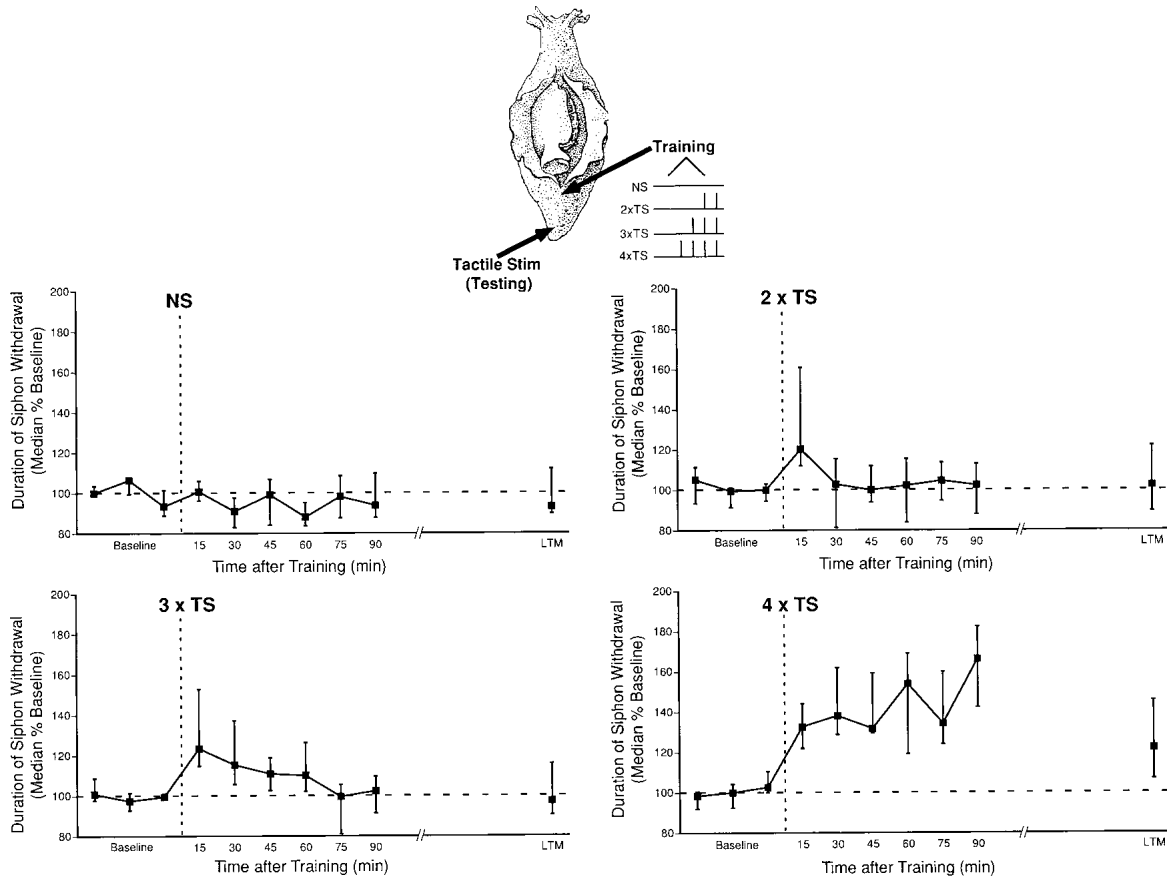 Training
NS
2xTS
3xTS
4xTS
Tactile Stim
(Testing)
NS
Duration of Siphon Withdrawal
(Median % Baseline)
200
180
160
140
120
100
80
Baseline
15
30
45
60
75
90
LTM
Time after Training (min)
2 x TS
Duration of Siphon Withdrawal
(Median % Baseline)
200
180
160
140
120
100
80
Baseline
15
30
45
60
75
90
LTM
Time after Training (min)
3 x TS
Duration of Siphon Withdrawal
(Median % Baseline)
200
180
160
140
120
100
80
Baseline
15
30
45
60
75
90
LTM
Time after Training (min)
4 x TS
Duration of Siphon Withdrawal
(Median % Baseline)
200
180
160
140
120
100
80
Baseline
15
30
45
60
75
90
LTM
Time after Training (min)